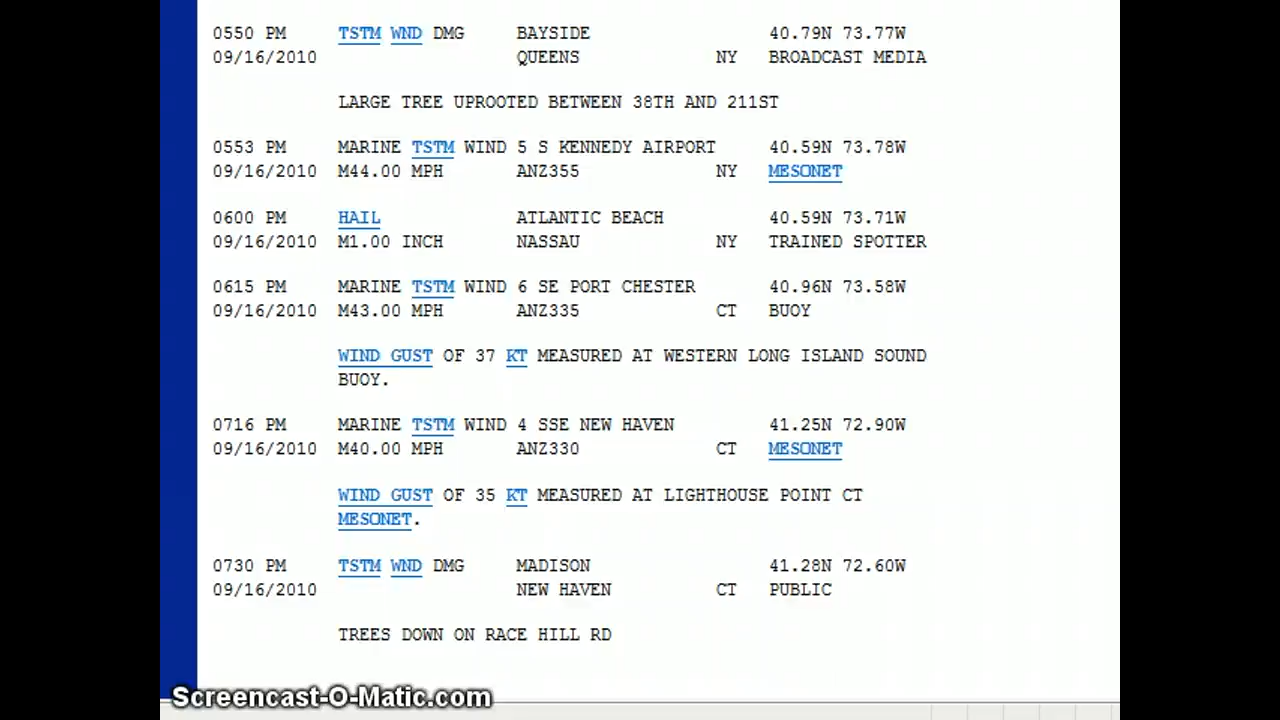 0550 PM TSTM WND DMG BAYSIDE 40.79N 73.77W
09/16/2010 QUEENS NY BROADCAST MEDIA
LARGE TREE UPROOTED BETWEEN 38TH AND 211ST
0553 PM MARINE TSTM WIND 5 S KENNEDY AIRPORT 40.59N 73.78W
09/16/2010 M44.00 MPH ANZ355 NY MESONET
0600 PM HAIL ATLANTIC BEACH 40.59N 73.71W
09/16/2010 M1.00 INCH NASSAU NY TRAINED SPOTTER
0615 PM MARINE TSTM WIND 6 SE PORT CHESTER 40.96N 73.58W
09/16/2010 M43.00 MPH ANZ335 CT BUOY
WIND GUST OF 37 KT MEASURED AT WESTERN LONG ISLAND SOUND
BUOY.
0716 PM MARINE TSTM WIND 4 SSE NEW HAVEN 41.25N 72.90W
09/16/2010 M40.00 MPH ANZ330 CT MESONET
WIND GUST OF 35 KT MEASURED AT LIGHTHOUSE POINT CT
MESONET.
0730 PM TSTM WND DMG MADISON 41.28N 72.60W
09/16/2010 NEW HAVEN CT PUBLIC
TREES DOWN ON RACE HILL RD
Screencast-O-Matic.com